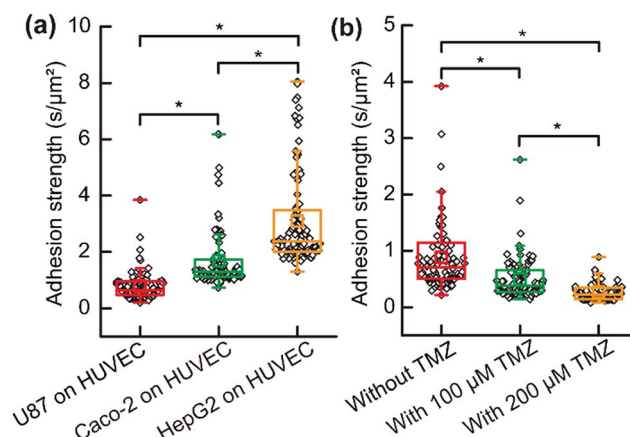 (a)
Adhesion strength (s/μm²)
10
8
6
4
2
0
*
*
*
U87 on HUVEC
Caco-2 on HUVEC
HepG2 on HUVEC
(b)
Adhesion strength (s/μm²)
5
4
3
2
1
0
*
*
*
Without TMZ
With 100 μM TMZ
With 200 μM TMZ